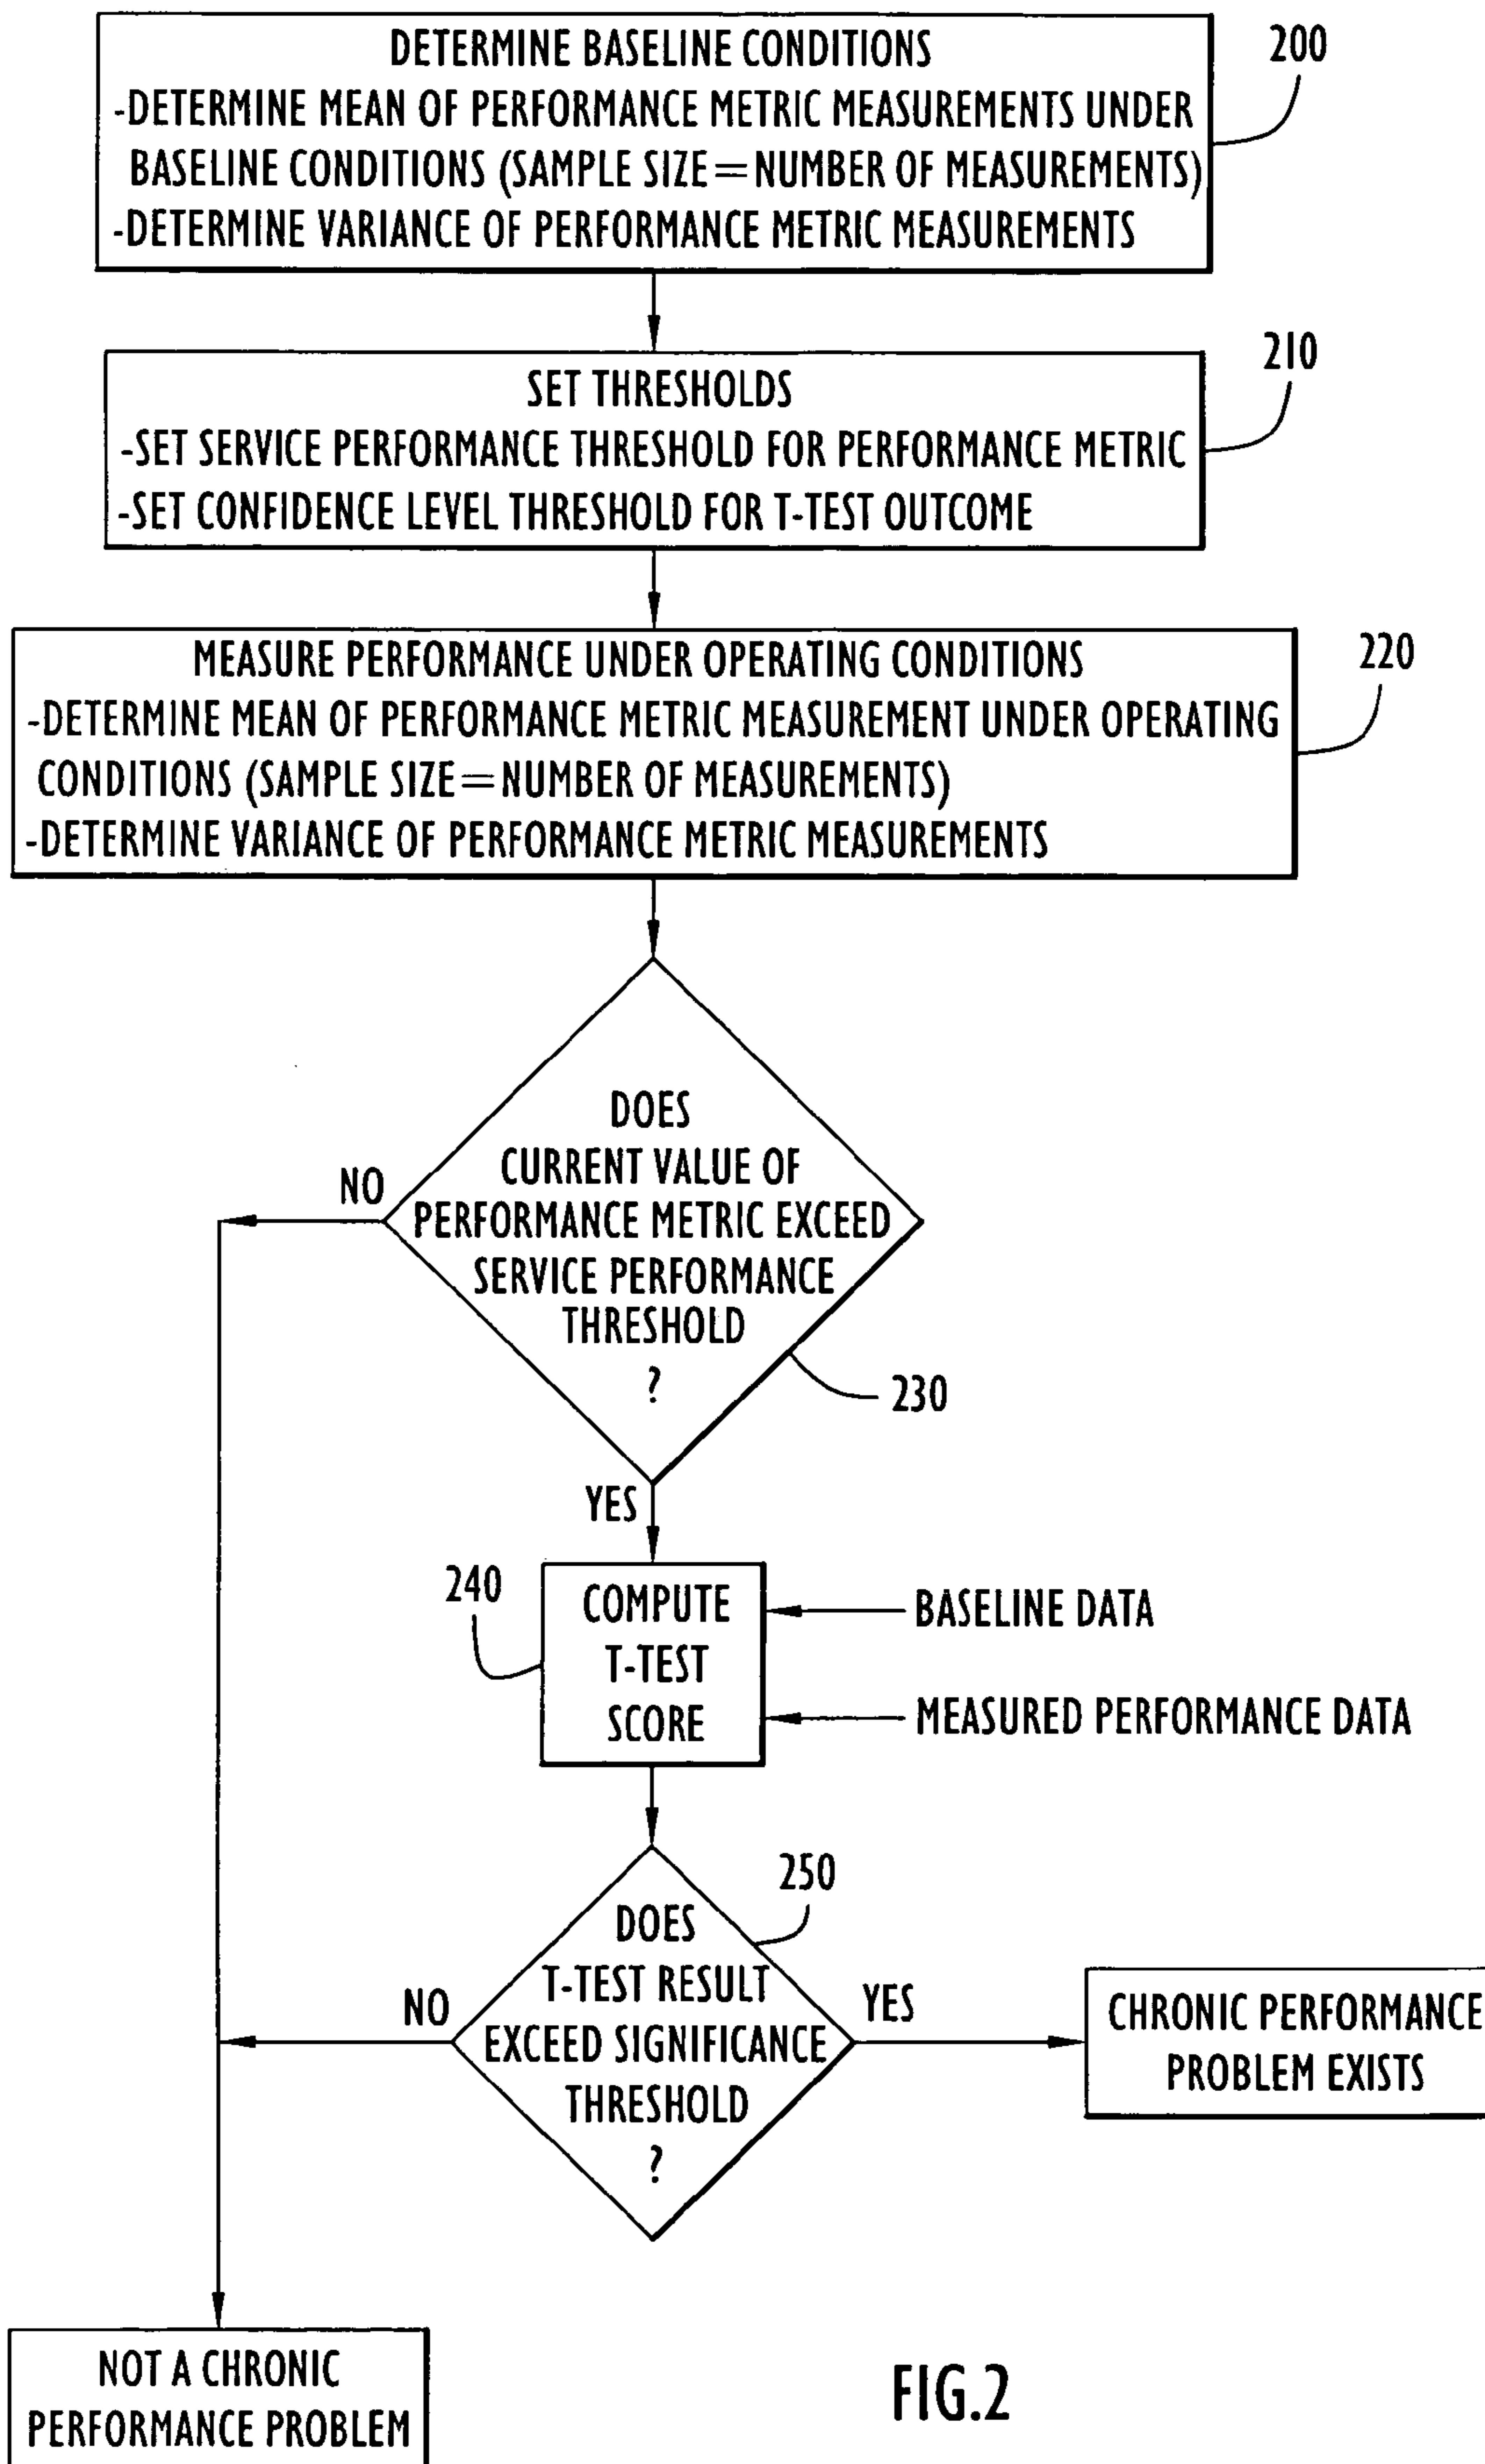 DETERMINE BASELINE CONDITIONS
-DETERMINE MEAN OF PERFORMANCE METRIC MEASUREMENTS UNDER
BASELINE CONDITIONS (SAMPLE SIZE=NUMBER OF MEASUREMENTS)
-DETERMINE VARIANCE OF PERFORMANCE METRIC MEASUREMENTS
200
SET THRESHOLDS
-SET SERVICE PERFORMANCE THRESHOLD FOR PERFORMANCE METRIC
-SET CONFIDENCE LEVEL THRESHOLD FOR T-TEST OUTCOME
210
MEASURE PERFORMANCE UNDER OPERATING CONDITIONS
-DETERMINE MEAN OF PERFORMANCE METRIC MEASUREMENT UNDER OPERATING
CONDITIONS (SAMPLE SIZE=NUMBER OF MEASUREMENTS)
-DETERMINE VARIANCE OF PERFORMANCE METRIC MEASUREMENTS
220
DOES
CURRENT VALUE OF
PERFORMANCE METRIC EXCEED
SERVICE PERFORMANCE
THRESHOLD
?
NO
230
YES
240
COMPUTE
T-TEST
SCORE
BASELINE DATA
MEASURED PERFORMANCE DATA
250
DOES
T-TEST RESULT
EXCEED SIGNIFICANCE
THRESHOLD
?
NO
YES
CHRONIC PERFORMANCE
PROBLEM EXISTS
NOT A CHRONIC
PERFORMANCE PROBLEM
FIG.2